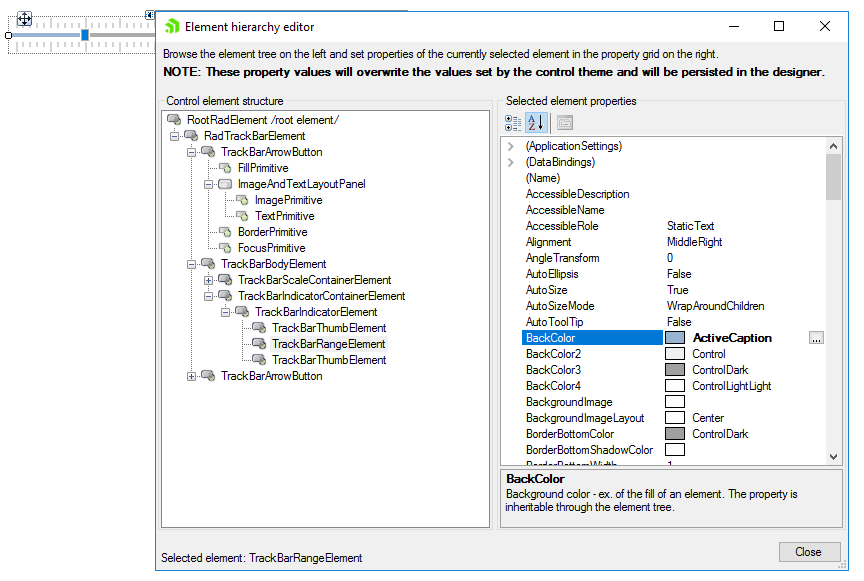 Element hierarchy editor
Browse the element tree on the left and set properties of the currently selected element in the property grid on the right.
NOTE: These property values will overwrite the values set by the control theme and will be persisted in the designer.
Control element structure
RootRadElement /root element/
RadTrackBarElement
TrackBarArrowButton
FillPrimitive
ImageAndTextLayoutPanel
ImagePrimitive
TextPrimitive
BorderPrimitive
FocusPrimitive
TrackBarBodyElement
TrackBarScaleContainerElement
TrackBarIndicatorContainerElement
TrackBarIndicatorElement
TrackBarThumbElement
TrackBarRangeElement
TrackBarThumbElement
TrackBarArrowButton
Selected element properties
(ApplicationSettings)
(DataBindings)
(Name)
AccessibleDescription
AccessibleName
AccessibleRole StaticText
Alignment MiddleRight
AngleTransform 0
AutoEllipsis False
AutoSize True
AutoSizeMode WrapAroundChildren
AutoToolTip False
BackColor ActiveCaption ...
BackColor2 Control
BackColor3 ControlDark
BackColor4 ControlLightLight
BackgroundImage
BackgroundImageLayout Center
BorderBottomColor ControlDark
BorderBottomShadowColor
BorderBottomWidth 1
BackColor
Background color - ex. of the fill of an element. The property is
inheritable through the element tree.
Selected element: TrackBarRangeElement
Close